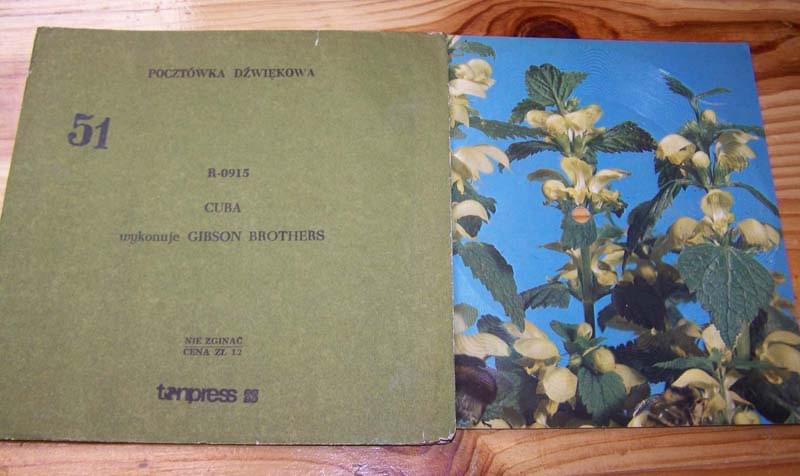 POCZTÓWKA DŹWIĘKOWA
51
R-0915
CUBA
wykonuje GIBSON BROTHERS
NIE ZGINAĆ
CENA ZŁ 12
tonpress